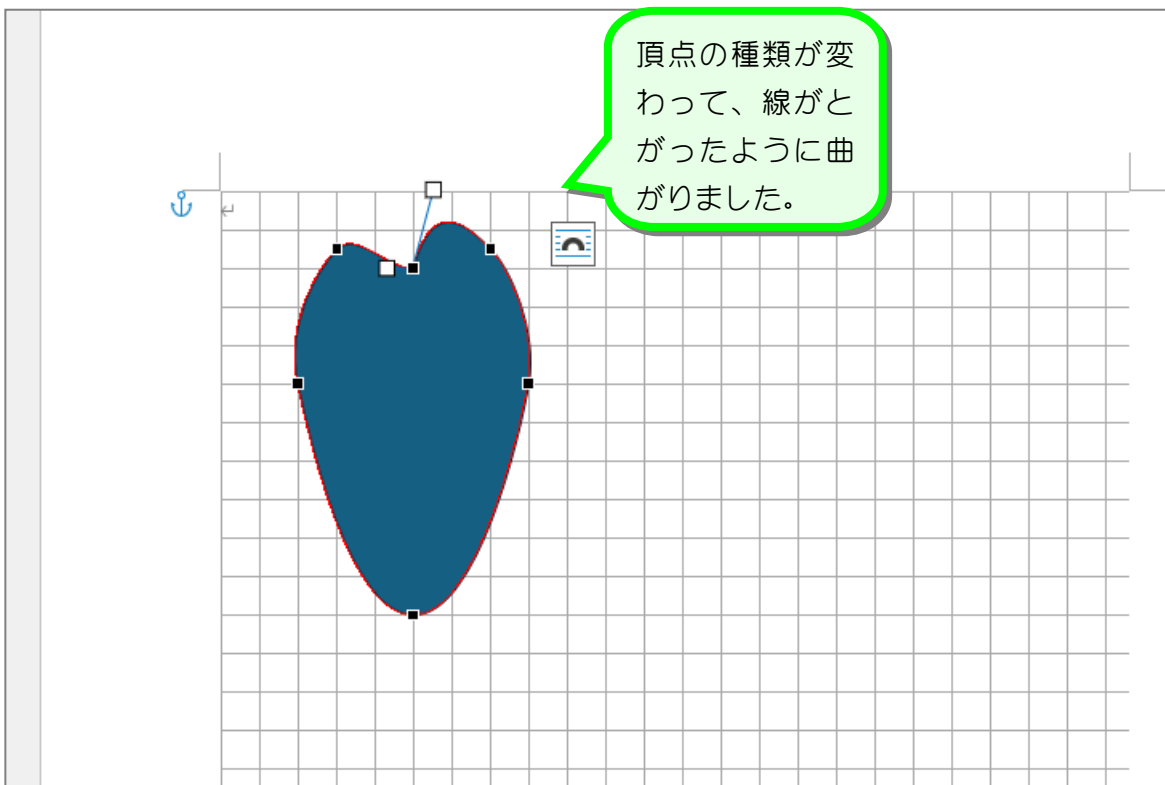 頂点の種類が変
わって、線がと
がったように曲
がりました。